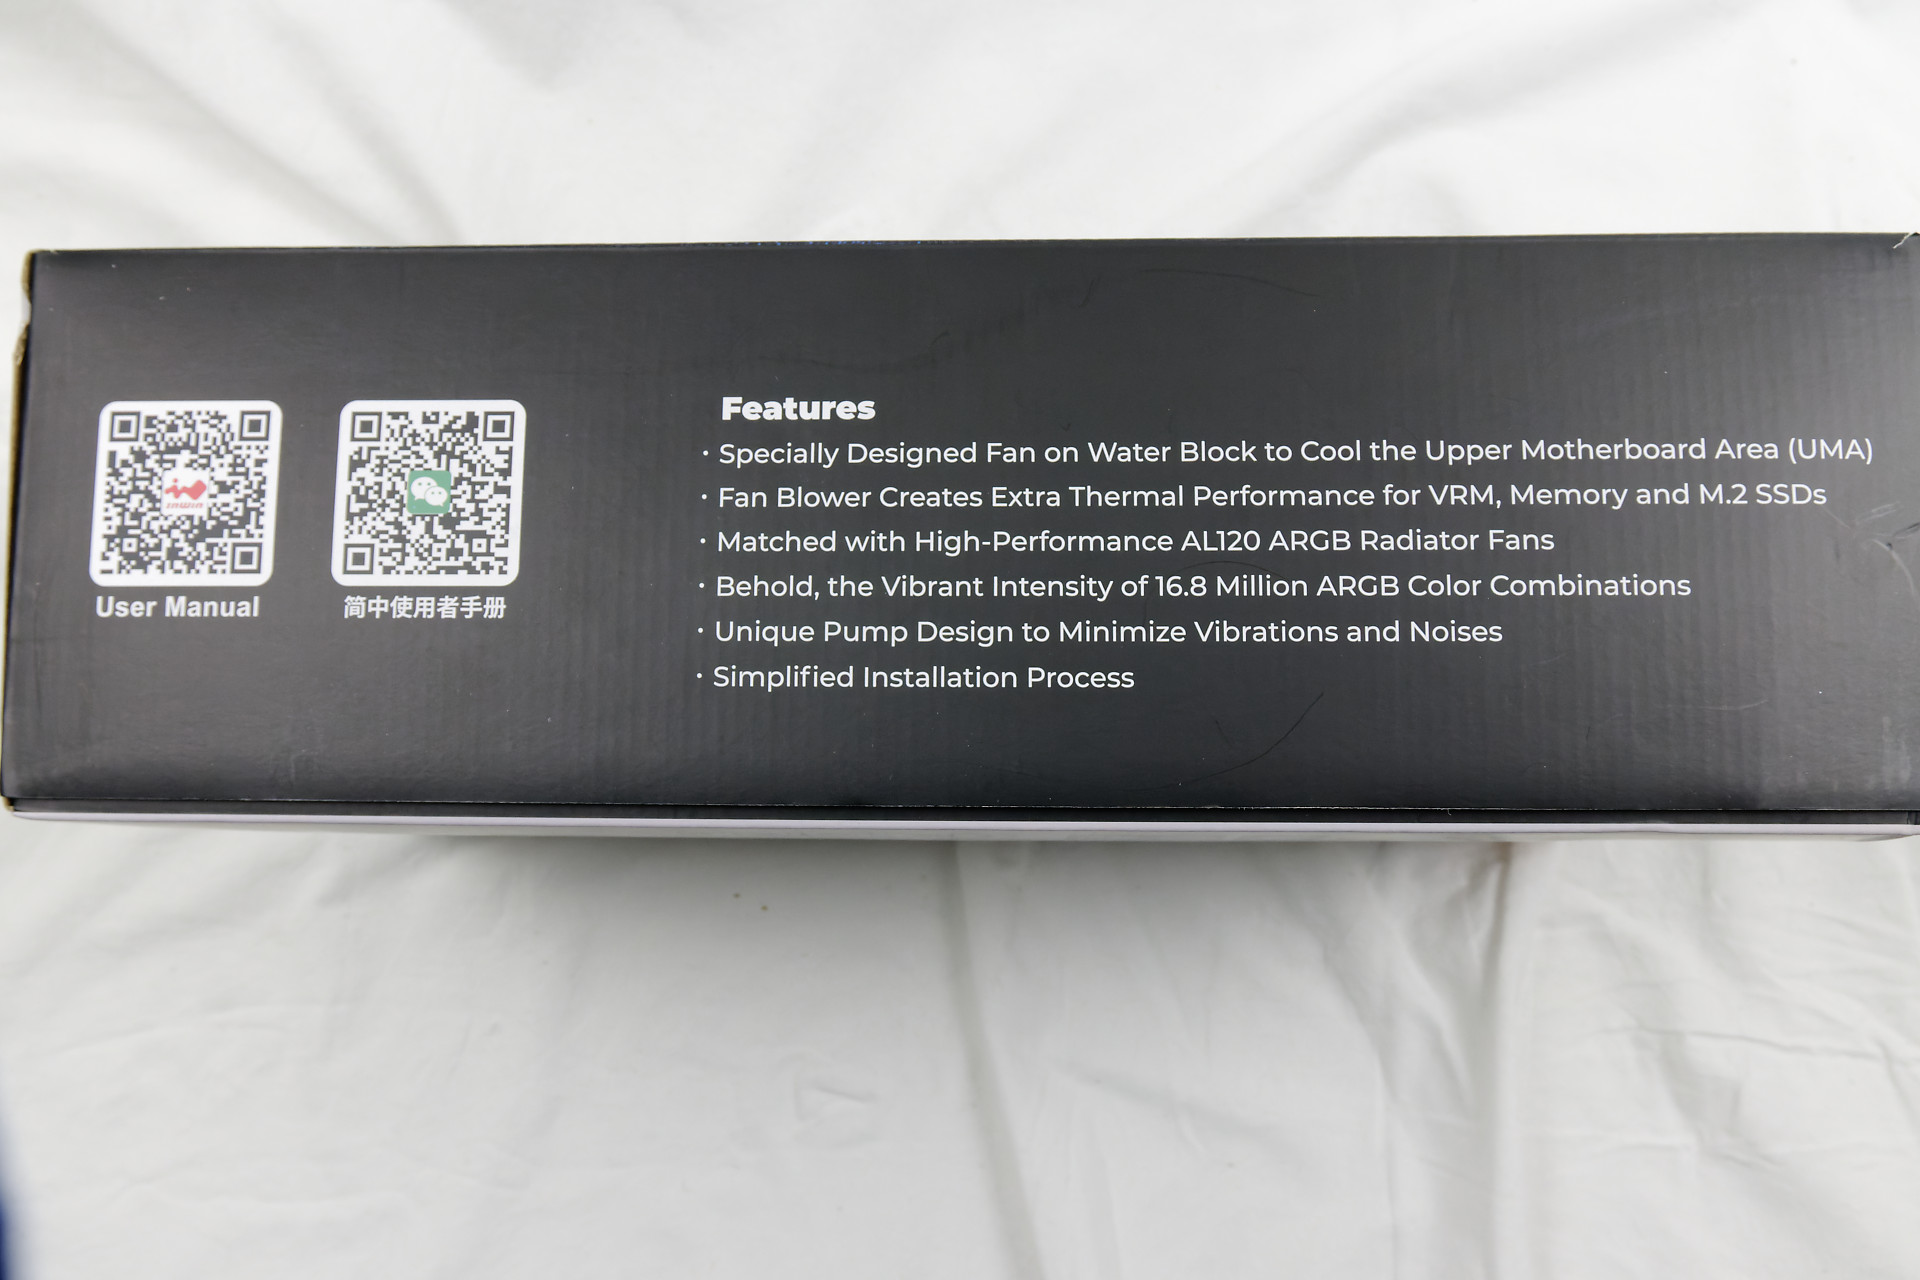 Features
· Specially Designed Fan on Water Block to Cool the Upper Motherboard Area (UMA)
· Fan Blower Creates Extra Thermal Performance for VRM, Memory and M.2 SSDs
· Matched with High-Performance AL120 ARGB Radiator Fans
· Behold, the Vibrant Intensity of 16.8 Million ARGB Color Combinations
· Unique Pump Design to Minimize Vibrations and Noises
· Simplified Installation Process
InWin
User Manual
简中使用者手册